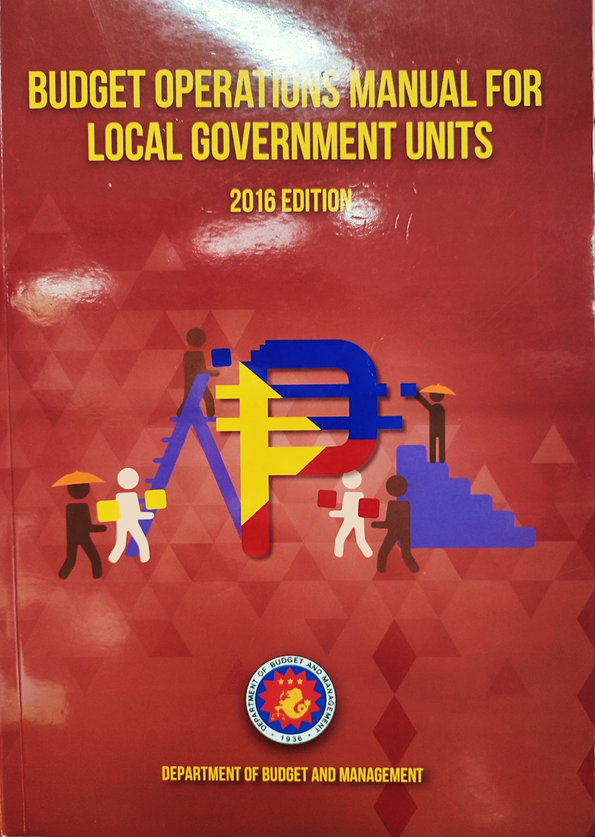 BUDGET OPERATIONS MANUAL FOR
LOCAL GOVERNMENT UNITS
2016 EDITION
DEPARTMENT OF BUDGET AND MANAGEMENT
1936
DEPARTMENT OF BUDGET AND MANAGEMENT